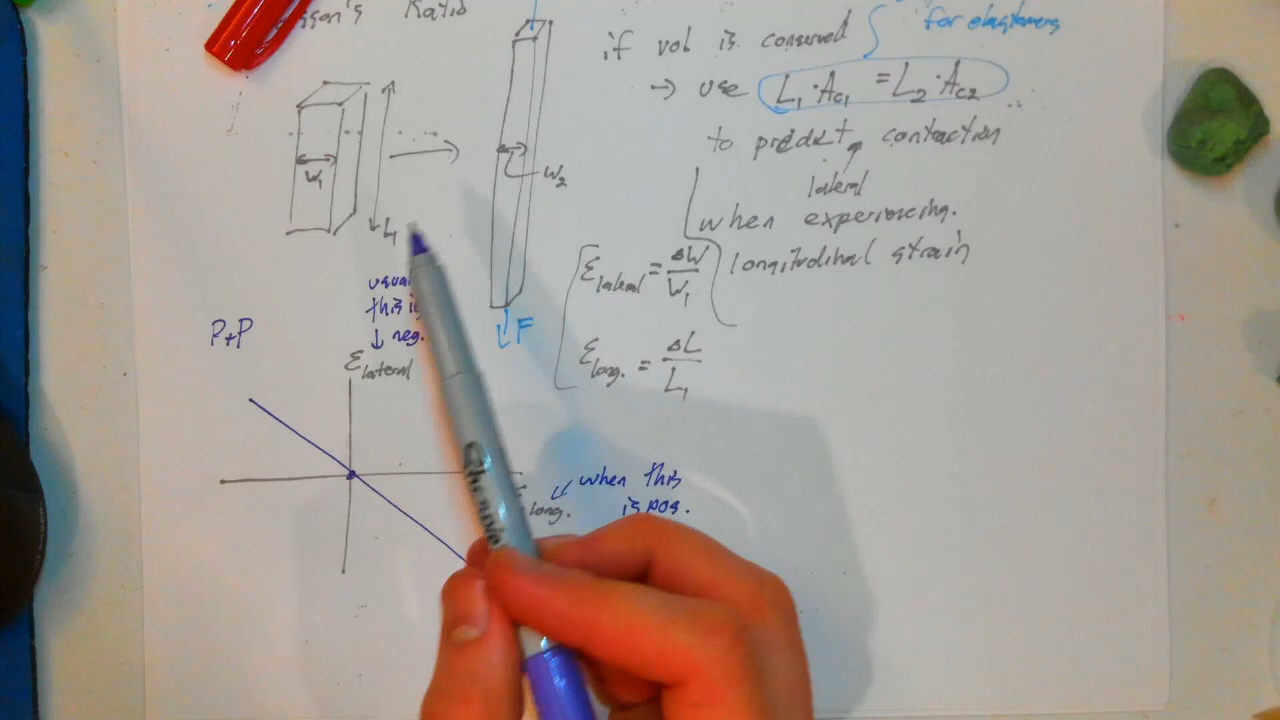 Ratio
if vol is conserved
for elastomers
→ use L₁·Ac₁ = L₂·Ac₂
to predict contraction
lateral
when experiencing.
longitudinal strain
W₁
W₂
L₁
F
ε lateral = ΔW / W₁
ε long. = ΔL / L₁
this is
↓ neg.
P+P
ε lateral
long.
when this
is pos.
Sharpie